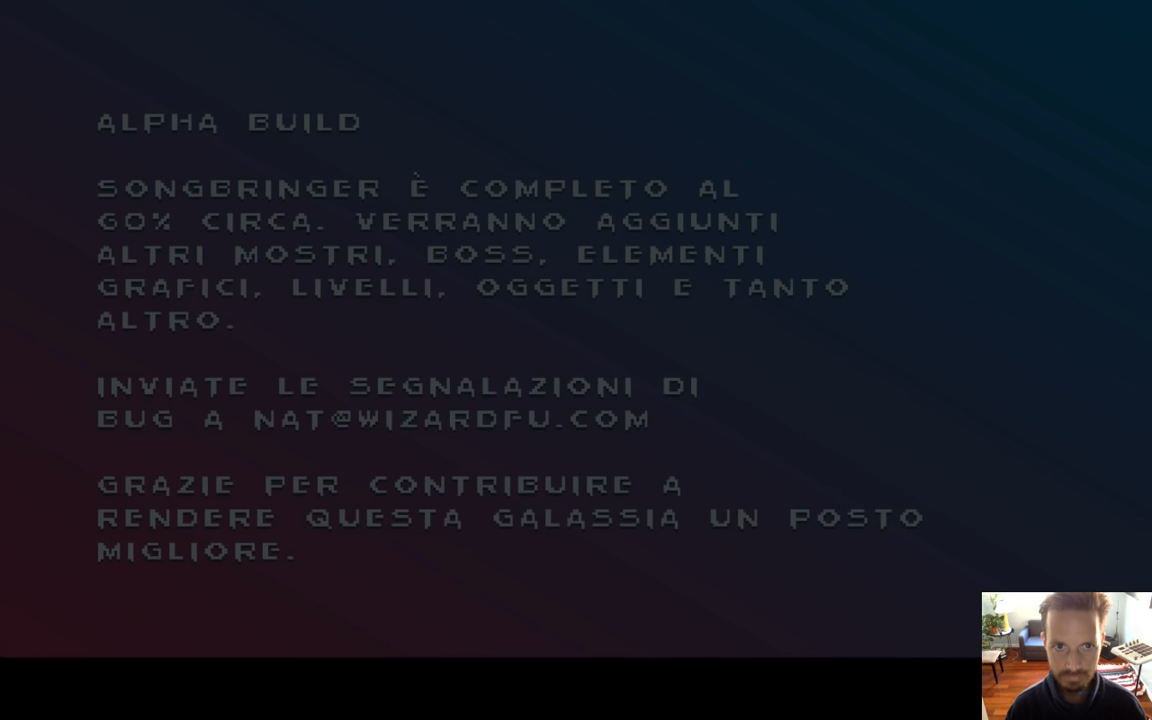 ALPHA BUILD
SONGBRINGER È COMPLETO AL
60% CIRCA. VERRANNO AGGIUNTI
ALTRI MOSTRI, BOSS, ELEMENTI
GRAFICI, LIVELLI, OGGETTI E TANTO
ALTRO.
INVIATE LE SEGNALAZIONI DI
BUG A NAT@WIZARDFU.COM
GRAZIE PER CONTRIBUIRE A
RENDERE QUESTA GALASSIA UN POSTO
MIGLIORE.